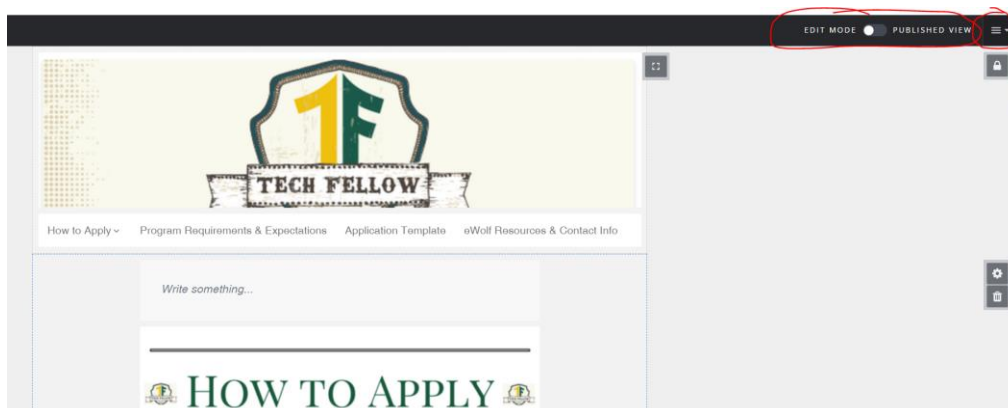 EDIT MODE PUBLISHED VIEW
TF
TECH FELLOW
How to Apply Program Requirements & Expectations Application Template eWolf Resources & Contact Info
Write something...
HOW TO APPLY